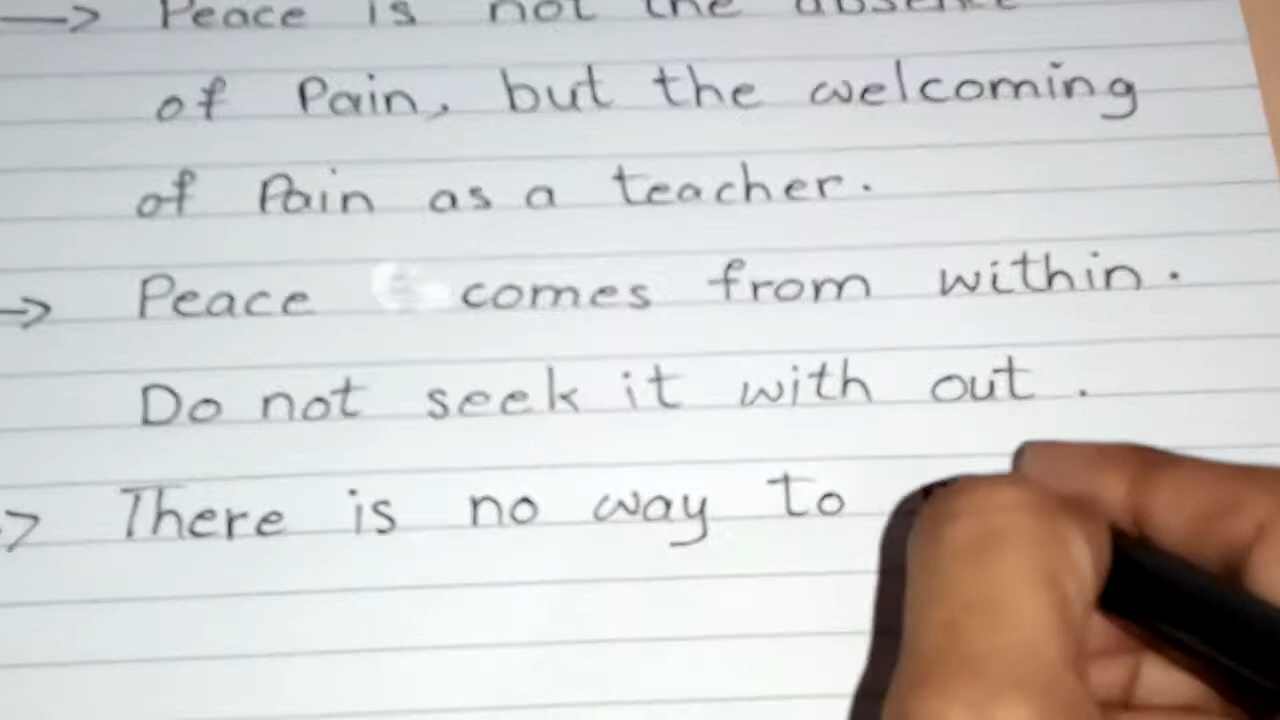 —> Peace is not the absence
of Pain, but the welcoming
of Pain as a teacher.
—> Peace comes from within.
Do not seek it with out.
-> There is no way to